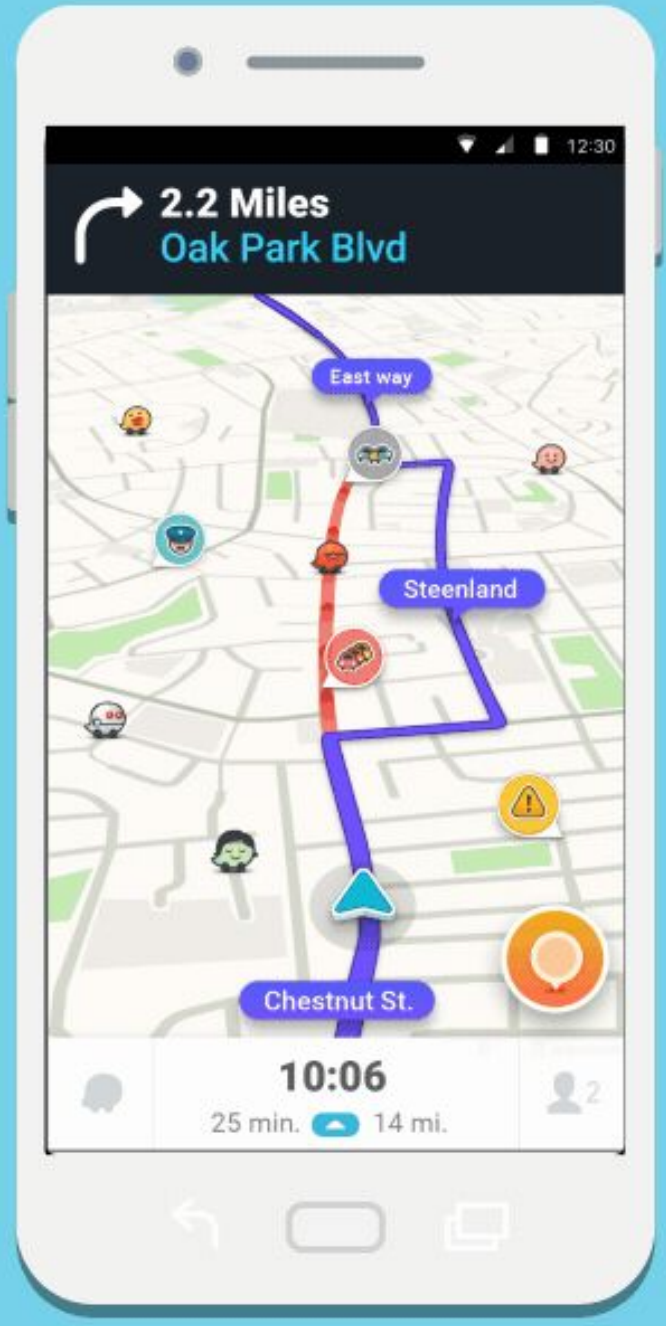 12:30
2.2 Miles
Oak Park Blvd
East way
Steenland
Chestnut St.
10:06
2
25 min. 14 mi.